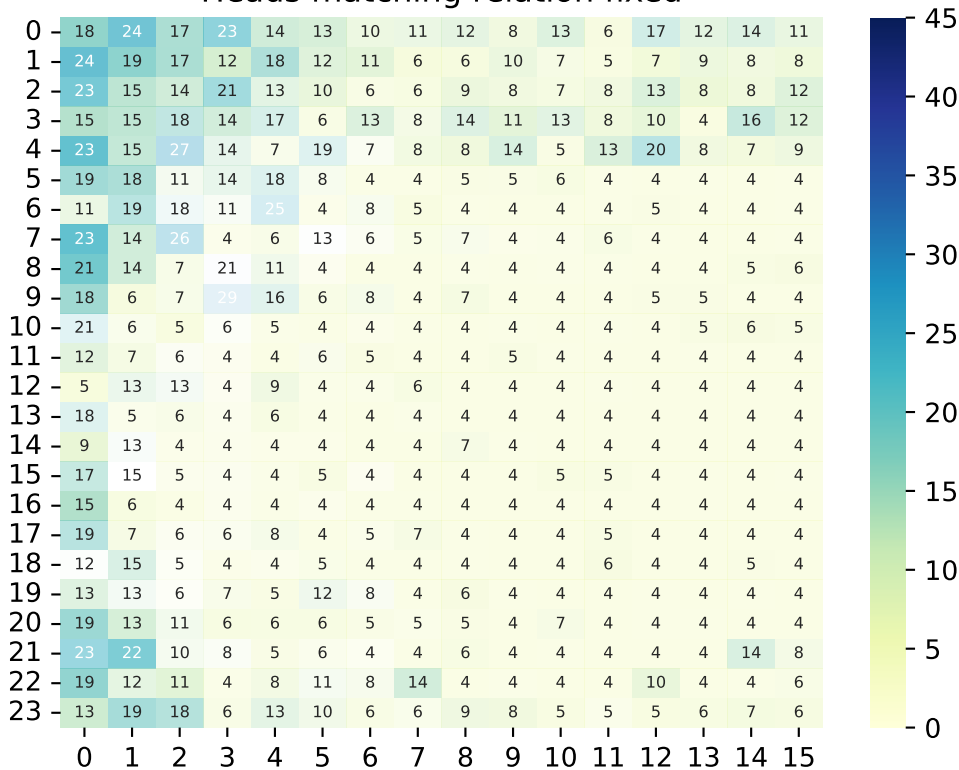 Heads matching relation fixed
0 18 24 17 23 14 13 10 11 12 8 13 6 17 12 14 11
1 24 19 17 12 18 12 11 6 6 10 7 5 7 9 8 8
2 23 15 14 21 13 10 6 6 9 8 7 8 13 8 8 12
3 15 15 18 14 17 6 13 8 14 11 13 8 10 4 16 12
4 23 15 27 14 7 19 7 8 8 14 5 13 20 8 7 9
5 19 18 11 14 18 8 4 4 5 5 6 4 4 4 4 4
6 11 19 18 11 25 4 8 5 4 4 4 4 5 4 4 4
7 23 14 26 4 6 13 6 5 7 4 4 6 4 4 4 4
8 21 14 7 21 11 4 4 4 4 4 4 4 4 4 5 6
9 18 6 7 29 16 6 8 4 7 4 4 4 5 5 4 4
10 21 6 5 6 5 4 4 4 4 4 4 4 4 5 6 5
11 12 7 6 4 4 6 5 4 4 5 4 4 4 4 4 4
12 5 13 13 4 9 4 4 6 4 4 4 4 4 4 4 4
13 18 5 6 4 6 4 4 4 4 4 4 4 4 4 4 4
14 9 13 4 4 4 4 4 4 7 4 4 4 4 4 4 4
15 17 15 5 4 4 5 4 4 4 4 5 5 4 4 4 4
16 15 6 4 4 4 4 4 4 4 4 4 4 4 4 4 4
17 19 7 6 6 8 4 5 7 4 4 4 5 4 4 4 4
18 12 15 5 4 4 5 4 4 4 4 4 6 4 4 5 4
19 13 13 6 7 5 12 8 4 6 4 4 4 4 4 4 4
20 19 13 11 6 6 6 5 5 5 4 7 4 4 4 4 4
21 23 22 10 8 5 6 4 4 6 4 4 4 4 4 14 8
22 19 12 11 4 8 11 8 14 4 4 4 4 10 4 4 6
23 13 19 18 6 13 10 6 6 9 8 5 5 5 6 7 6
0 1 2 3 4 5 6 7 8 9 10 11 12 13 14 15
45
40
35
30
25
20
15
10
5
0